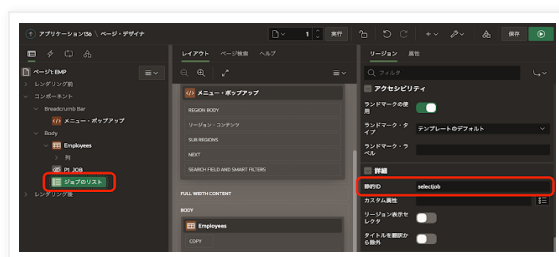 アプリケーション136 \ ページ・デザイナ
1
実行
保存
ページ1: EMP
レンダリング前
コンポーネント
Breadcrumb Bar
メニュー・ポップアップ
Body
Employees
列
P1_JOB
ジョブのリスト
レンダリング後
レイアウト
ページ検索
ヘルプ
メニュー・ポップアップ
REGION BODY
リージョン・コンテンツ
SUB REGIONS
NEXT
SEARCH FIELD AND SMART FILTERS
FULL WIDTH CONTENT
BODY
Employees
COPY
リージョン
属性
フィルタ
アクセシビリティ
ランドマークの使
用
ランドマーク・タ
イプ
テンプレートのデフォルト
ランドマーク・ラ
ベル
詳細
静的ID
selectjob
カスタム属性
リージョン表示セ
レクタ
タイトルを翻訳か
ら除外